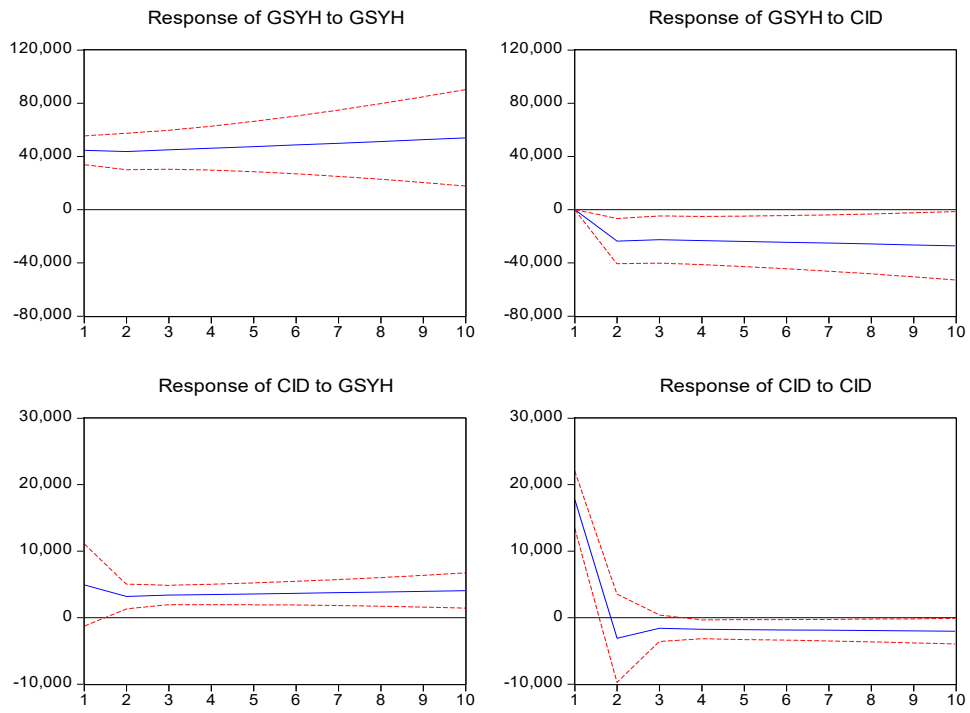 Response of GSYH to GSYH
120,000
80,000
40,000
0
-40,000
-80,000
1 2 3 4 5 6 7 8 9 10
Response of GSYH to CID
120,000
80,000
40,000
0
-40,000
-80,000
1 2 3 4 5 6 7 8 9 10
Response of CID to GSYH
30,000
20,000
10,000
0
-10,000
1 2 3 4 5 6 7 8 9 10
Response of CID to CID
30,000
20,000
10,000
0
-10,000
1 2 3 4 5 6 7 8 9 10